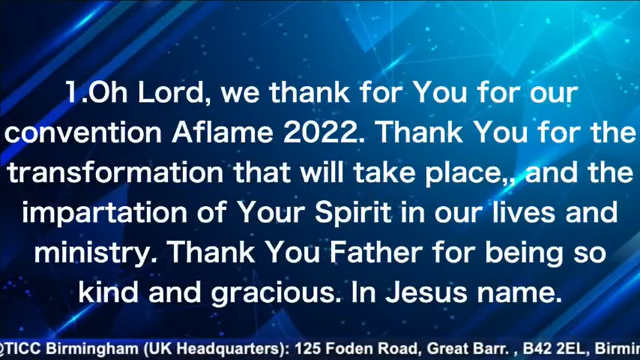 1.Oh Lord, we thank for You for our
convention Aflame 2022. Thank You for the
transformation that will take place,. and the
impartation of Your Spirit in our lives and
ministry. Thank You Father for being so
kind and gracious. In Jesus name.
@TICC Birmingham (UK Headquarters): 125 Foden Road, Great Barr. , B42 2EL, Birmi